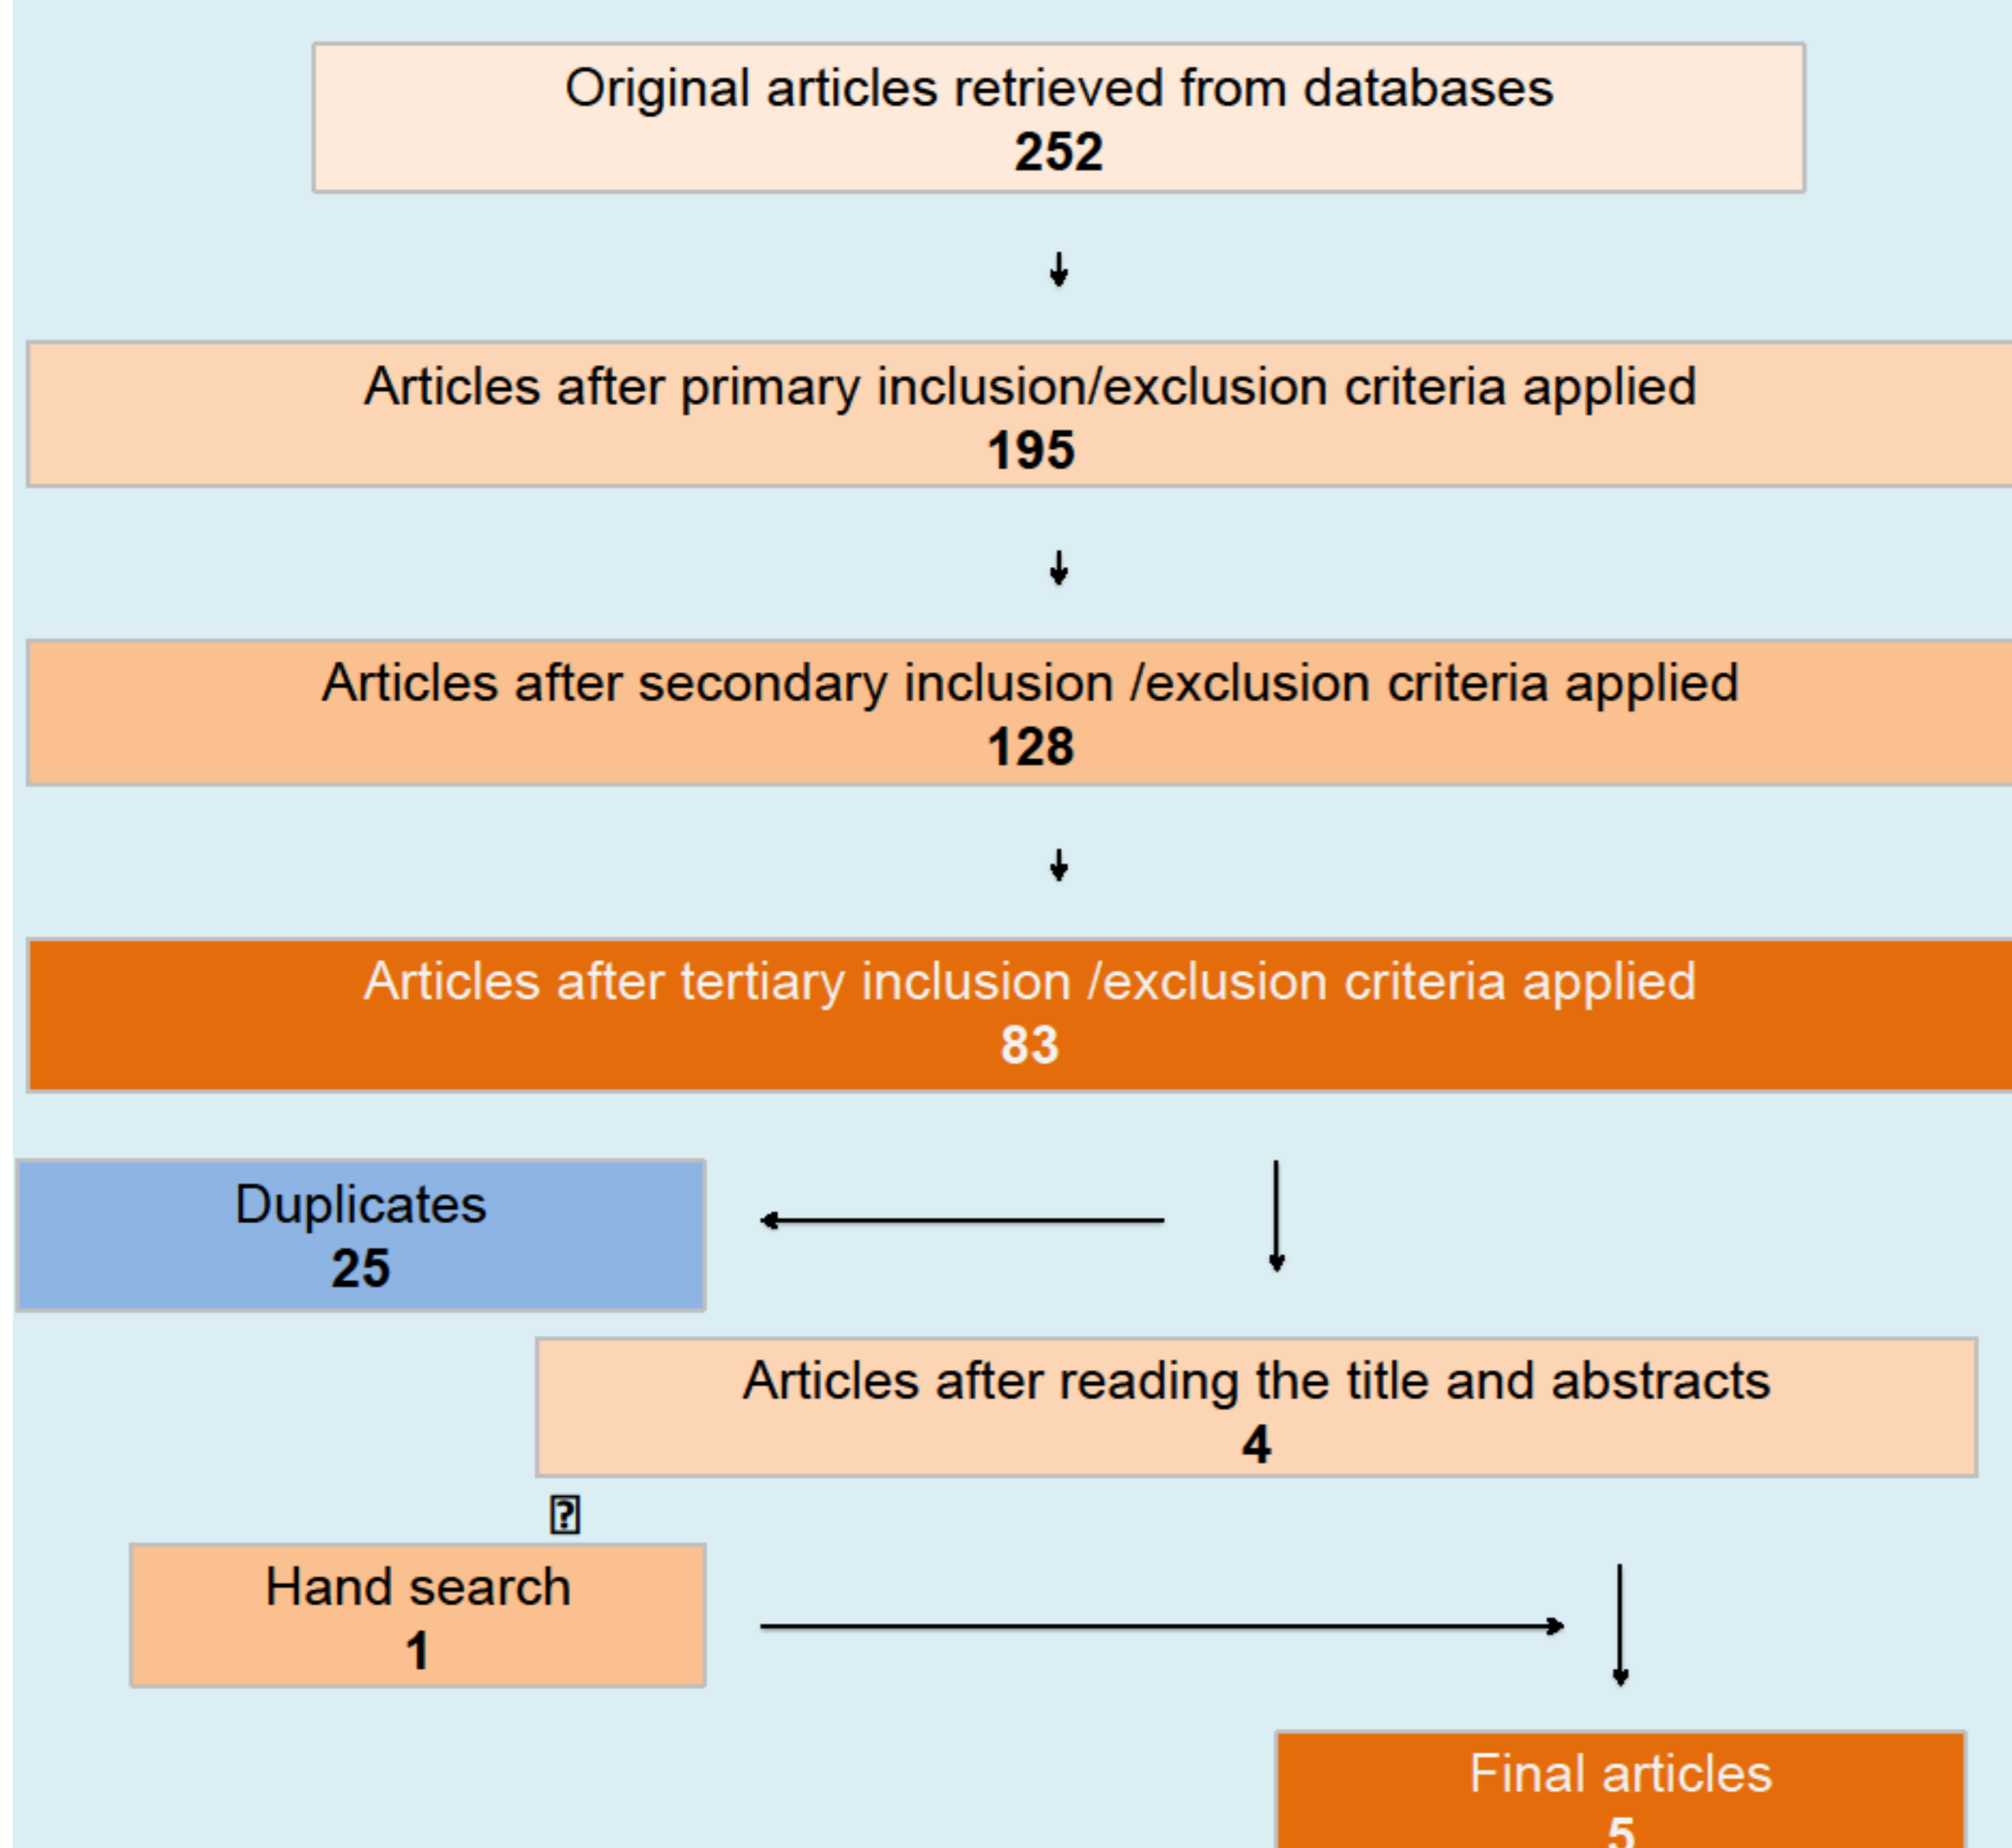 Original articles retrieved from databases
252
Articles after primary inclusion/exclusion criteria applied
195
Articles after secondary inclusion /exclusion criteria applied
128
Articles after tertiary inclusion /exclusion criteria applied
83
Duplicates
25
Articles after reading the title and abstracts
4
?
Hand search
1
Final articles
5